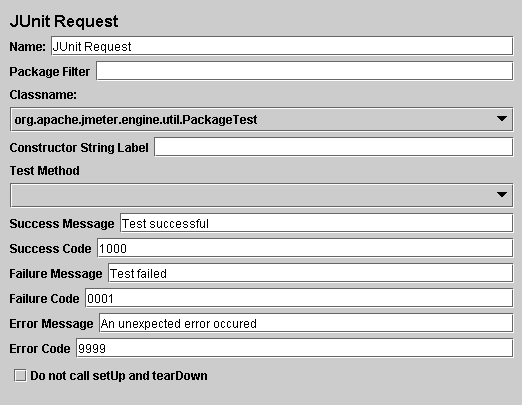 JUnit Request
Name: JUnit Request
Package Filter
Classname:
org.apache.jmeter.engine.util.PackageTest
Constructor String Label
Test Method
Success Message Test successful
Success Code 1000
Failure Message Test failed
Failure Code 0001
Error Message An unexpected error occured
Error Code 9999
Do not call setUp and tearDown